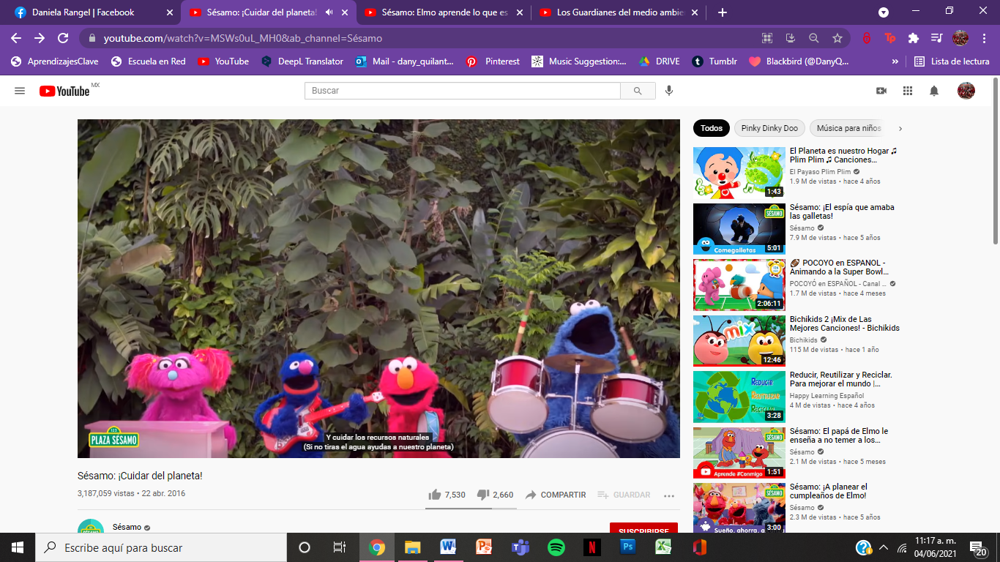 Daniela Rangel | Facebook
Sésamo: ¡Cuidar del planeta!
Sésamo: Elmo aprende lo que es
Los Guardianes del medio ambie
youtube.com/watch?v=MSWs0uL_MH0&ab_channel=Sésamo
Tp
AprendizajesClave
Escuela en Red
YouTube
DeepL Translator
Mail - dany_quilant...
Pinterest
Music Suggestion:...
DRIVE
Tumblr
Blackbird (@DanyQ...
»
Lista de lectura
YouTube MX
Buscar
123
PLAZA SÉSAMO
Y cuidar los recursos naturales
(Si no tiras el agua ayudas a nuestro planeta)
Sésamo: ¡Cuidar del planeta!
3,187,059 vistas • 22 abr. 2016
7,530
2,660
COMPARTIR
GUARDAR
Sésamo
SUSCRIBIRSE
Todos
Pinky Dinky Doo
Música para niños
El Planeta es nuestro Hogar ♫
Plim Plim ♫ Canciones...
El Payaso Plim Plim
1.9 M de vistas • hace 4 años
1:43
Sésamo: ¡El espía que amaba
las galletas!
Sésamo
7.9 M de vistas • hace 5 años
SÉSAMO
Comegalletas
5:01
🏈 POCOYO en ESPANOL -
Animando a la Super Bowl...
POCOYÓ en ESPAÑOL - Canal ...
1.7 M de vistas • hace 4 meses
2:06:11
Bichikids 2 ¡Mix de Las
Mejores Canciones! - Bichikids
Bichikids
115 M de vistas • hace 1 año
mix
12:46
Reducir, Reutilizar y Reciclar.
Para mejorar el mundo |...
Happy Learning Español
4 M de vistas • hace 4 años
REDUCIR
REUTILIZAR
RECICLAR
3:28
Sésamo: El papá de Elmo le
enseña a no temer a los...
Sésamo
2.1 M de vistas • hace 5 meses
SÉSAMO
Aprende #Conmigo
1:51
Sésamo: ¡A planear el
cumpleaños de Elmo!
Sésamo
2.3 M de vistas • hace 5 años
SÉSAMO
Sueño, ahorra,
3:00
Escribe aquí para buscar
11:17 a. m.
04/06/2021
20